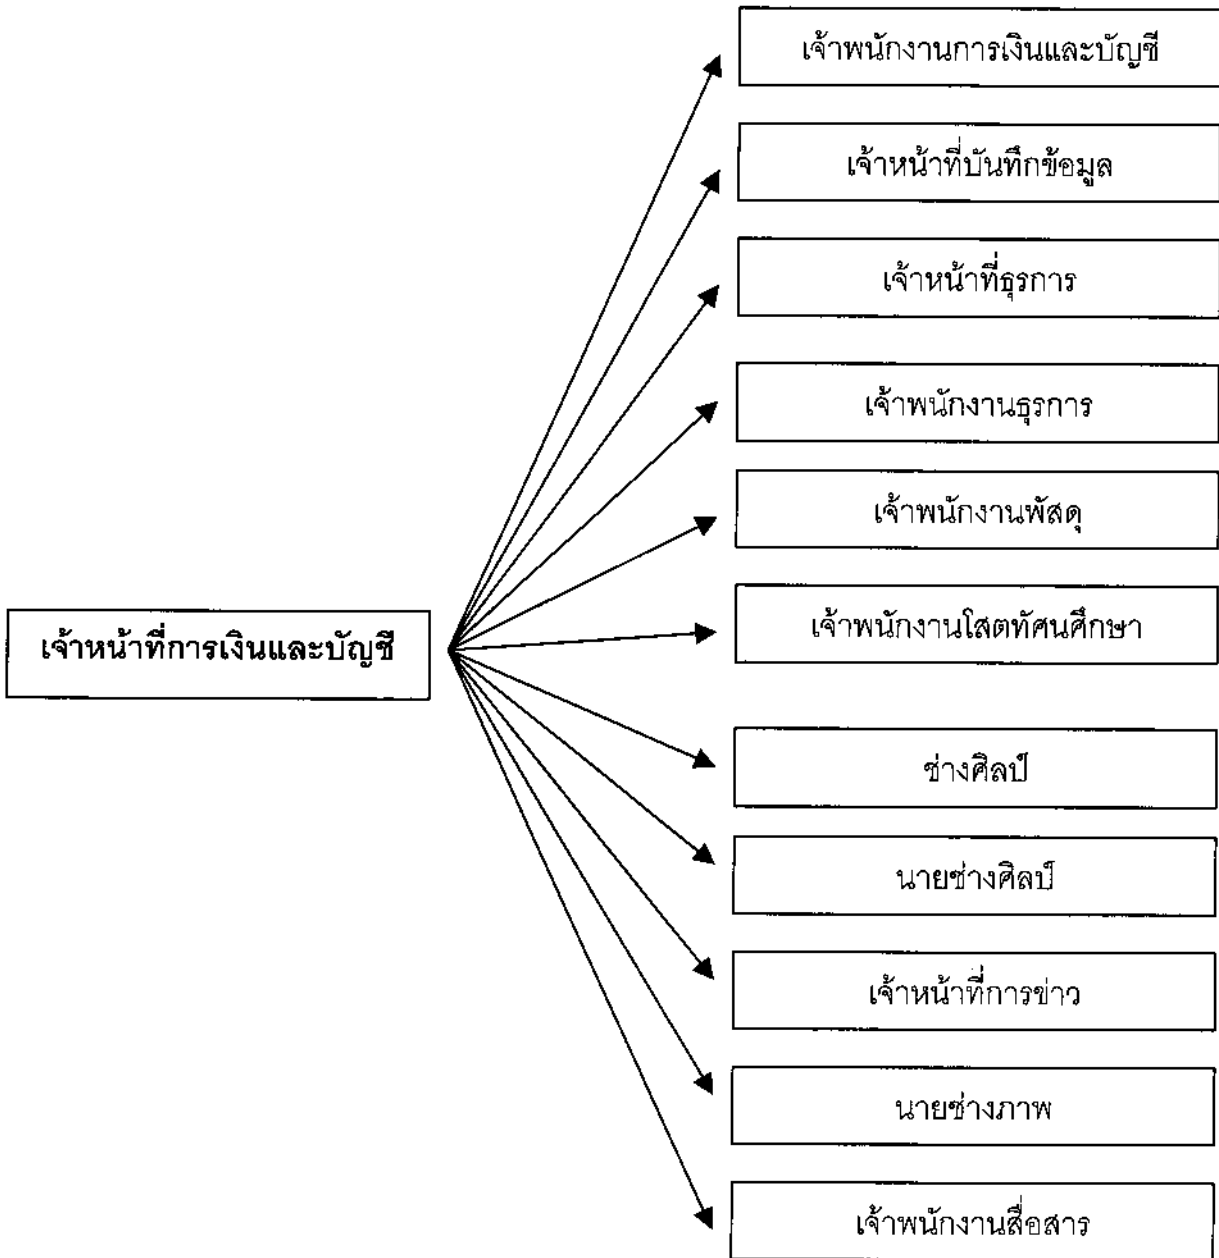 เจ้าพนักงานการเงินและบัญชี
เจ้าหน้าที่บันทึกข้อมูล
เจ้าหน้าที่ธุรการ
เจ้าพนักงานธุรการ
เจ้าพนักงานพัสดุ
เจ้าพนักงานโสตทัศนศึกษา
เจ้าหน้าที่การเงินและบัญชี
ช่างศิลป์
นายช่างศิลป์
เจ้าหน้าที่การข่าว
นายช่างภาพ
เจ้าพนักงานสื่อสาร